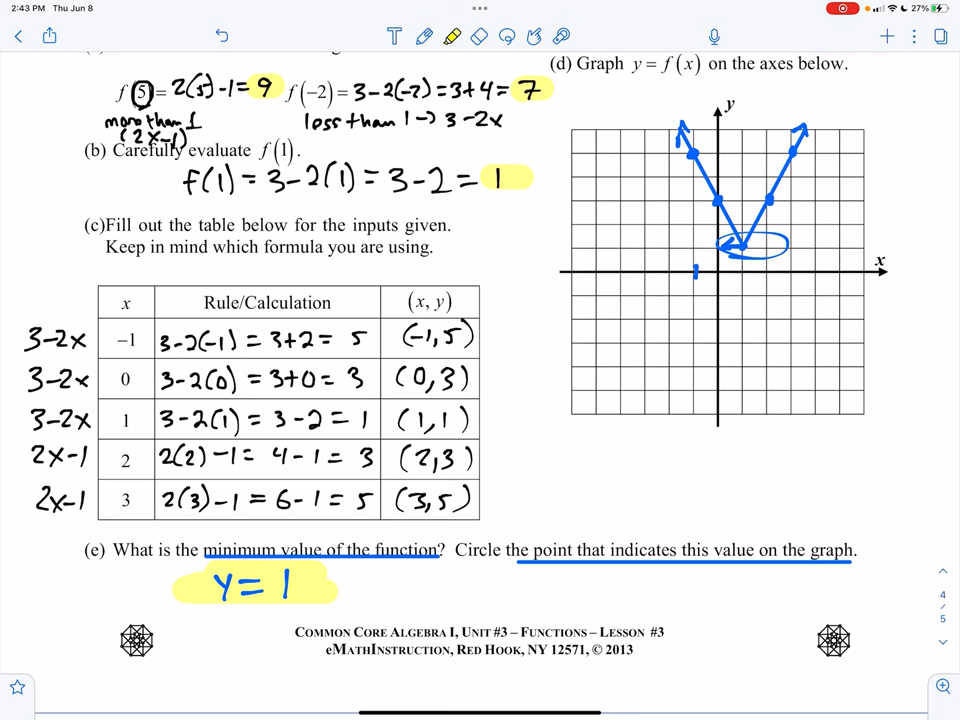 2:43 PM Thu Jun 8
27%
f(5) = 2(5)-1 = 9 f(-2) = 3-2(-2) = 3+4 = 7
more than 1 less than 1 → 3-2x
(2x-1)
(b) Carefully evaluate f(1).
f(1) = 3-2(1) = 3-2 = 1
(c)Fill out the table below for the inputs given.
Keep in mind which formula you are using.
x Rule/Calculation (x, y)
3-2x -1 3-2(-1) = 3+2 = 5 (-1,5)
3-2x 0 3-2(0) = 3+0 = 3 (0,3)
3-2x 1 3-2(1) = 3-2 = 1 (1,1)
2x-1 2 2(2)-1 = 4-1 = 3 (2,3)
2x-1 3 2(3)-1 = 6-1 = 5 (3,5)
(d) Graph y = f(x) on the axes below.
y
x
(e) What is the minimum value of the function? Circle the point that indicates this value on the graph.
y = 1
COMMON CORE ALGEBRA I, UNIT #3 – FUNCTIONS – LESSON #3
eMATHINSTRUCTION, RED HOOK, NY 12571, © 2013
4
/
5